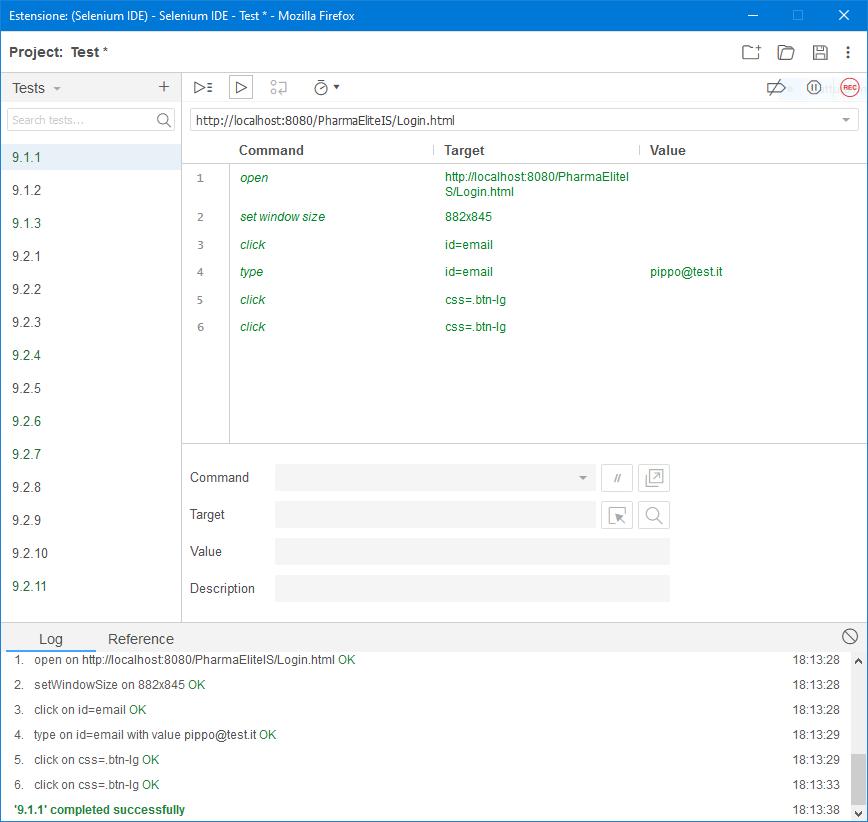 Estensione: (Selenium IDE) - Selenium IDE - Test * - Mozilla Firefox
Project: Test *
Tests
REC
Search tests...
http://localhost:8080/PharmaEliteIS/Login.html
Command Target Value
9.1.1
9.1.2
9.1.3
9.2.1
9.2.2
9.2.3
9.2.4
9.2.5
9.2.6
9.2.7
9.2.8
9.2.9
9.2.10
9.2.11
1 open http://localhost:8080/PharmaEliteI
S/Login.html
2 set window size 882x845
3 click id=email
4 type id=email pippo@test.it
5 click css=.btn-lg
6 click css=.btn-lg
Command //
Target
Value
Description
Log Reference
1. open on http://localhost:8080/PharmaEliteIS/Login.html OK 18:13:28
2. setWindowSize on 882x845 OK 18:13:28
3. click on id=email OK 18:13:28
4. type on id=email with value pippo@test.it OK 18:13:29
5. click on css=.btn-lg OK 18:13:29
6. click on css=.btn-lg OK 18:13:33
'9.1.1' completed successfully 18:13:38